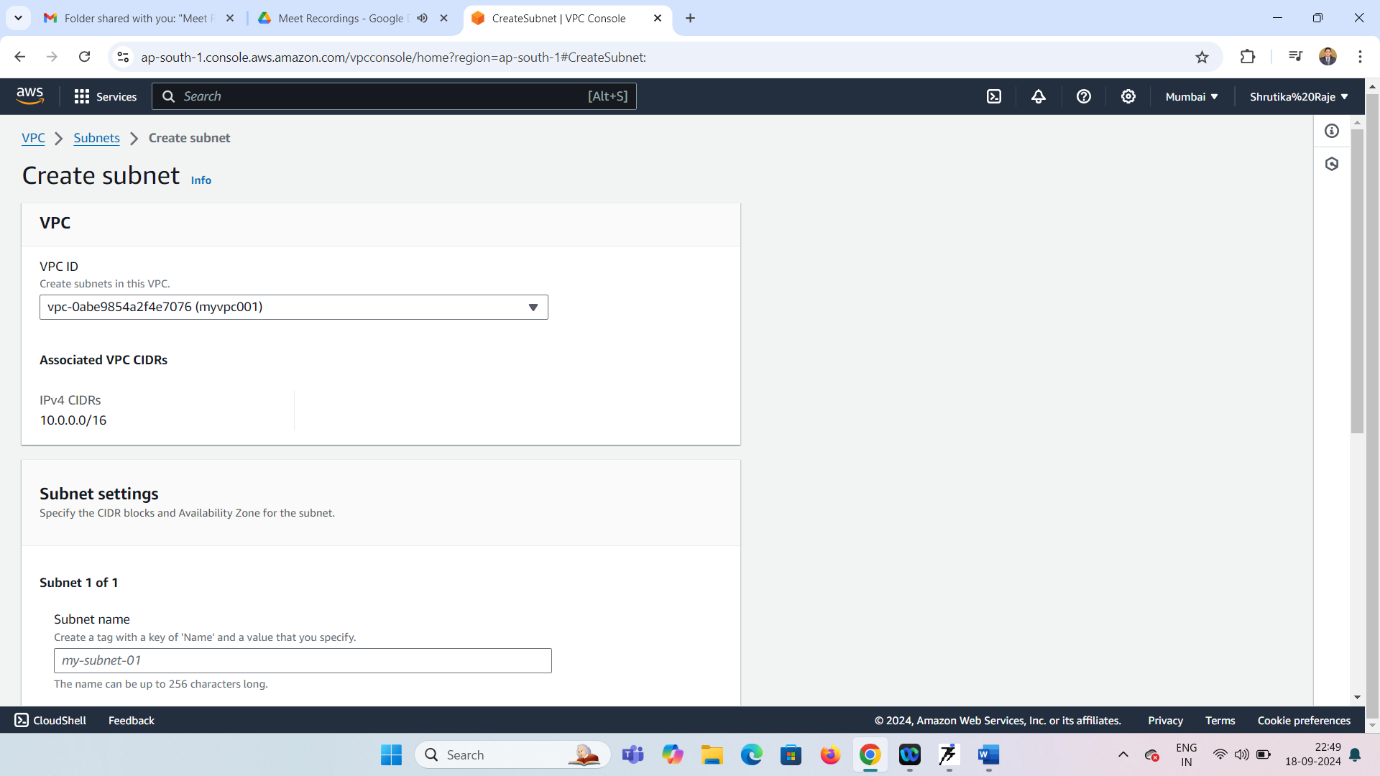 Folder shared with you: "Meet R
Meet Recordings - Google D
CreateSubnet | VPC Console
ap-south-1.console.aws.amazon.com/vpcconsole/home?region=ap-south-1#CreateSubnet:
aws
Services
Search
[Alt+S]
Mumbai
Shrutika%20Raje
VPC
Subnets
Create subnet
Create subnet
Info
VPC
VPC ID
Create subnets in this VPC.
vpc-0abe9854a2f4e7076 (myvpc001)
Associated VPC CIDRs
IPv4 CIDRs
10.0.0.0/16
Subnet settings
Specify the CIDR blocks and Availability Zone for the subnet.
Subnet 1 of 1
Subnet name
Create a tag with a key of 'Name' and a value that you specify.
my-subnet-01
The name can be up to 256 characters long.
CloudShell
Feedback
© 2024, Amazon Web Services, Inc. or its affiliates.
Privacy
Terms
Cookie preferences
Search
ENG
IN
22:49
18-09-2024